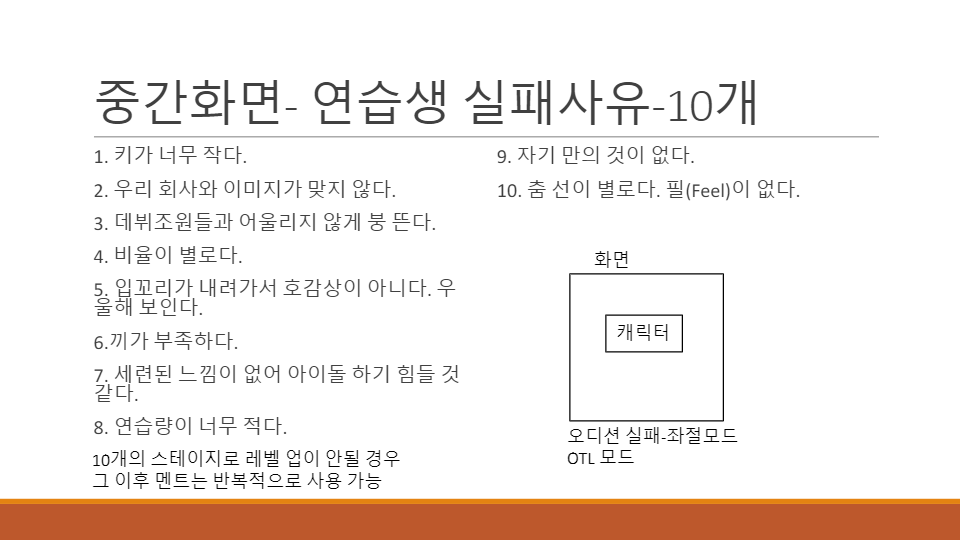 중간화면- 연습생 실패사유-10개
1. 키가 너무 작다.
2. 우리 회사와 이미지가 맞지 않다.
3. 데뷔조원들과 어울리지 않게 붕 뜬다.
4. 비율이 별로다.
5. 입꼬리가 내려가서 호감상이 아니다. 우
울해 보인다.
6.끼가 부족하다.
7. 세련된 느낌이 없어 아이돌 하기 힘들 것
같다.
8. 연습량이 너무 적다.
10개의 스테이지로 레벨 업이 안될 경우
그 이후 멘트는 반복적으로 사용 가능
9. 자기 만의 것이 없다.
10. 춤 선이 별로다. 필(Feel)이 없다.
화면
캐릭터
오디션 실패-좌절모드
OTL 모드